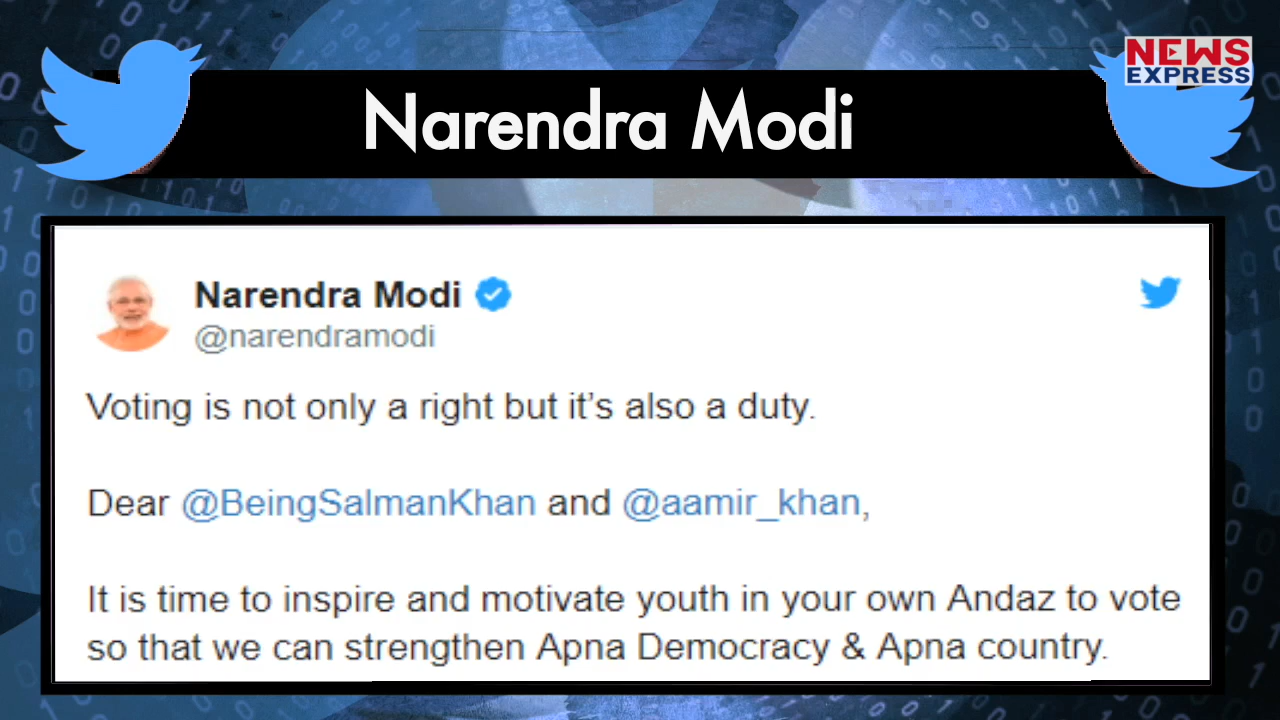 NEWS
EXPRESS
Narendra Modi
Narendra Modi
@narendramodi
Voting is not only a right but it’s also a duty.
Dear @BeingSalmanKhan and @aamir_khan,
It is time to inspire and motivate youth in your own Andaz to vote
so that we can strengthen Apna Democracy & Apna country.